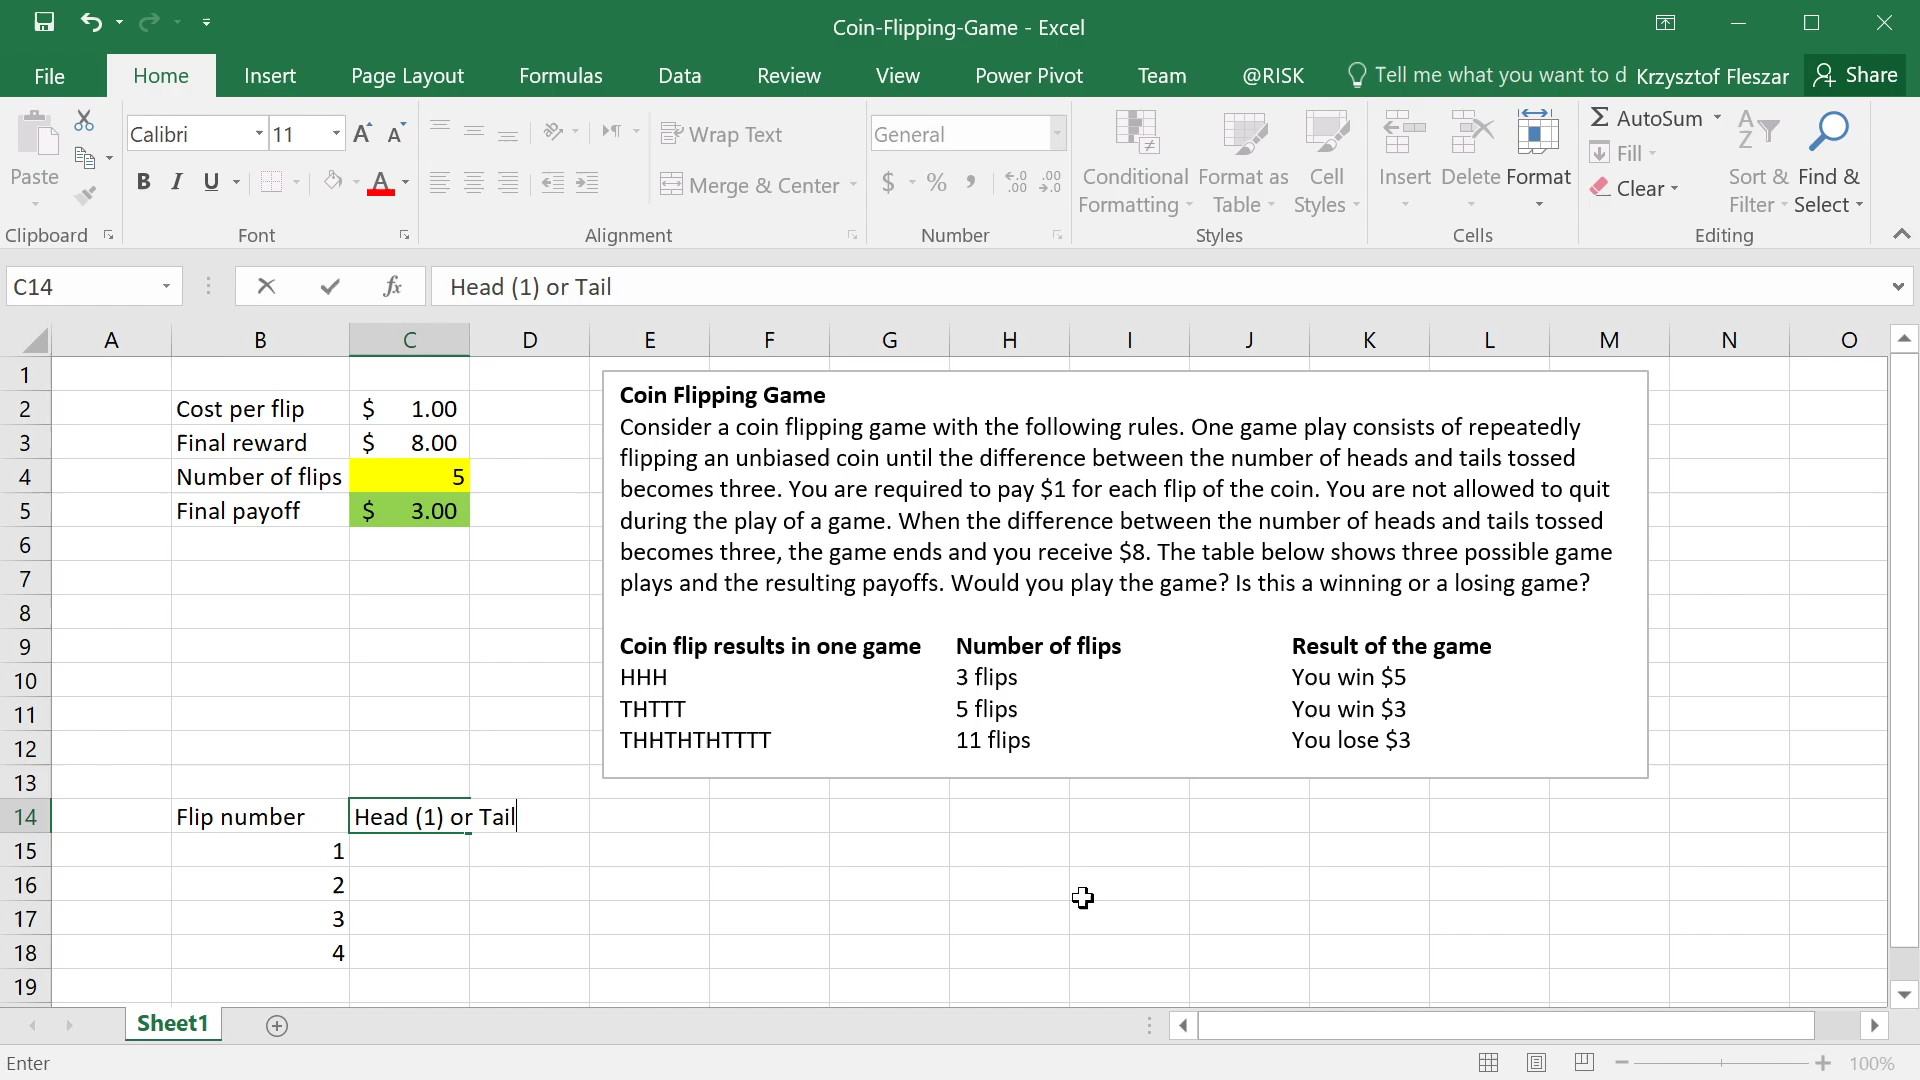 Coin-Flipping-Game - Excel
File Home Insert Page Layout Formulas Data Review View Power Pivot Team @RISK Tell me what you want to d Krzysztof Fleszar Share
Paste
Clipboard
Calibri 11 A A
B I U A
Font
Wrap Text
Merge & Center
Alignment
General
$ % , .00 .00
Number
Conditional Formatting
Format as Table
Cell Styles
Styles
Insert Delete Format
Cells
Σ AutoSum
Fill
Clear
Sort & Filter
Find & Select
Editing
C14 fx Head (1) or Tail
A B C D E F G H I J K L M N O
1
2 Cost per flip $ 1.00
3 Final reward $ 8.00
4 Number of flips 5
5 Final payoff $ 3.00
6
7
8
9
10
11
12
13
14 Flip number Head (1) or Tail
15 1
16 2
17 3
18 4
19
Coin Flipping Game
Consider a coin flipping game with the following rules. One game play consists of repeatedly
flipping an unbiased coin until the difference between the number of heads and tails tossed
becomes three. You are required to pay $1 for each flip of the coin. You are not allowed to quit
during the play of a game. When the difference between the number of heads and tails tossed
becomes three, the game ends and you receive $8. The table below shows three possible game
plays and the resulting payoffs. Would you play the game? Is this a winning or a losing game?
Coin flip results in one game Number of flips Result of the game
HHH 3 flips You win $5
THTTT 5 flips You win $3
THHTHTHTTTT 11 flips You lose $3
Sheet1
Enter 100%